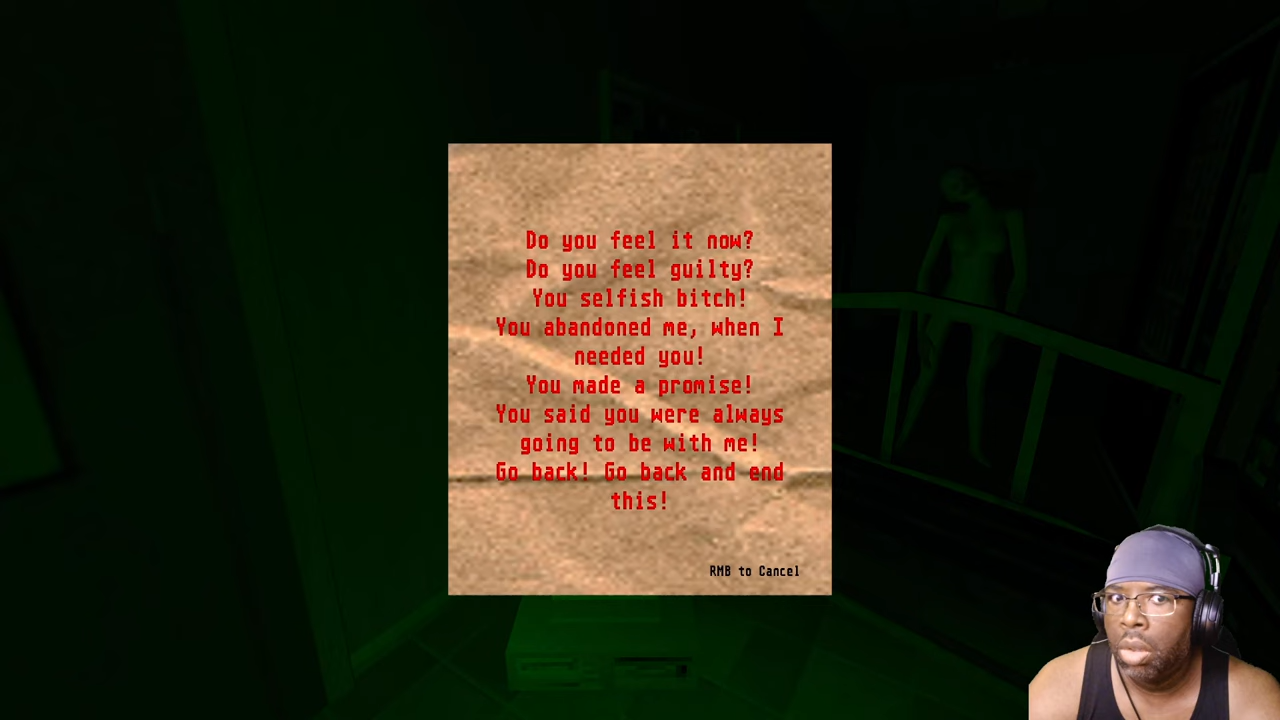 Do you feel it now?
Do you feel guilty?
You selfish bitch!
You abandoned me, when I
needed you!
You made a promise!
You said you were always
going to be with me!
Go back! Go back and end
this!
RMB to Cancel